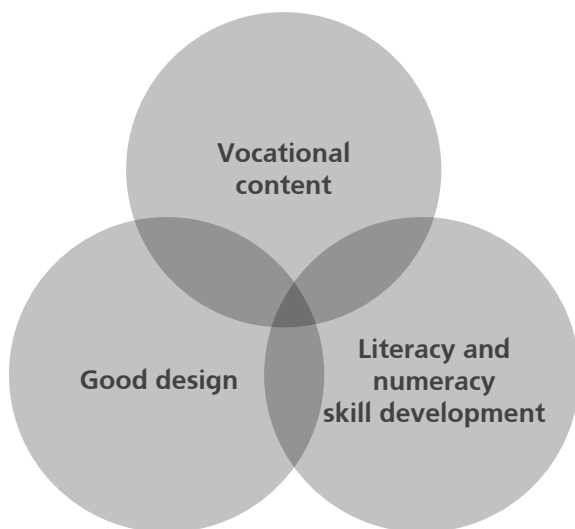 Vocational
content
Good design
Literacy and
numeracy
skill development